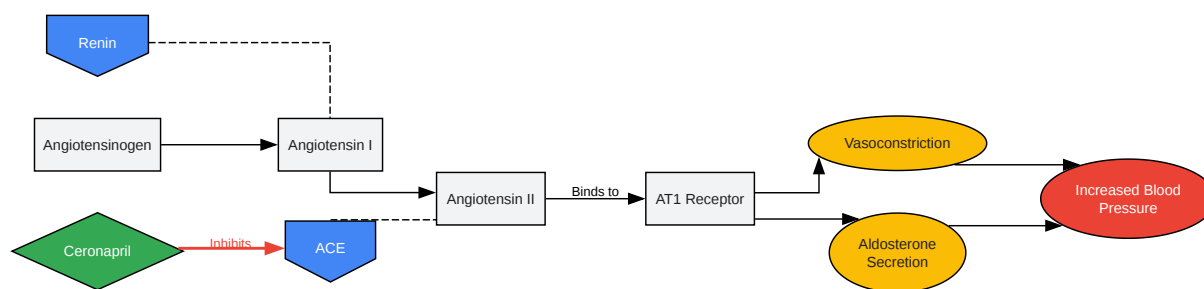 Renin
Angiotensinogen
Angiotensin I
Vasoconstriction
Angiotensin II
Binds to
AT1 Receptor
Increased Blood
Pressure
Ceronapril
Inhibits
ACE
Aldosterone
Secretion